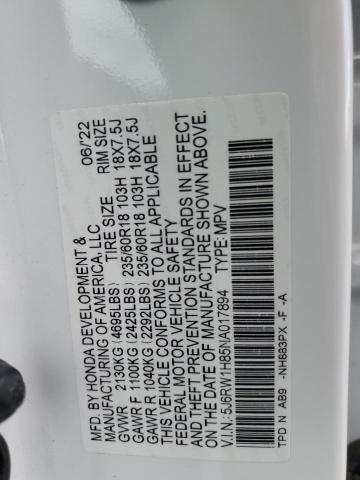 MFD. BY HONDA DEVELOPMENT & 06/22
MANUFACTURING OF AMERICA, LLC
TIRE SIZE RIM SIZE
GVWR 2130KG (4695LBS)
GAWR F 1100KG (2425LBS) 235/60R18 103H 18X7.5J
GAWR R 1040KG (2292LBS) 235/60R18 103H 18X7.5J
THIS VEHICLE CONFORMS TO ALL APPLICABLE
FEDERAL MOTOR VEHICLE SAFETY
AND THEFT PREVENTION STANDARDS IN EFFECT
ON THE DATE OF MANUFACTURE SHOWN ABOVE.
V.I.N.: 5J6RW1H85NA017894 TYPE: MPV
TPD N AB9 -NH883PX -F -A